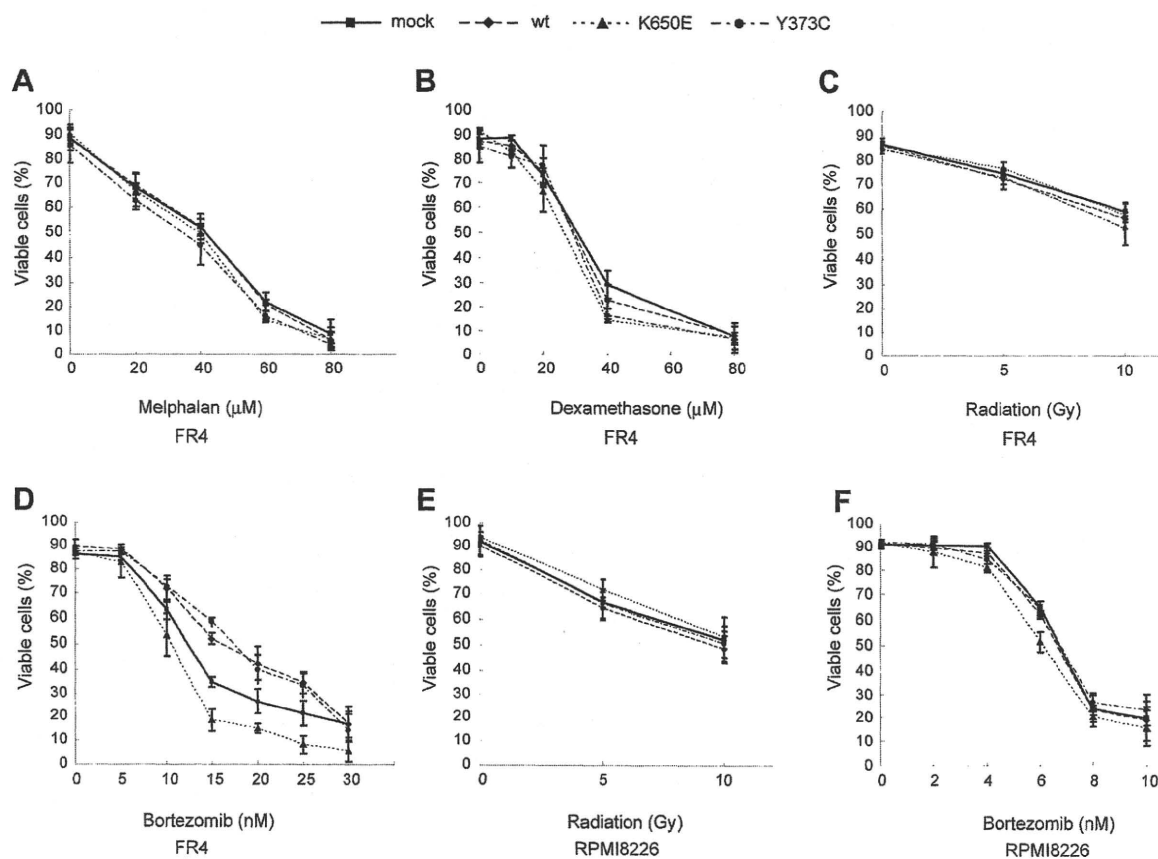 mock wt K650E Y373C
A
100
90
80
70
60
50
40
30
20
10
0
Viable cells (%)
0 20 40 60 80
Melphalan (μM)
FR4
B
100
90
80
70
60
50
40
30
20
10
0
Viable cells (%)
0 20 40 60 80
Dexamethasone (μM)
FR4
C
100
90
80
70
60
50
40
30
20
10
0
Viable cells (%)
0 5 10
Radiation (Gy)
FR4
D
100
90
80
70
60
50
40
30
20
10
0
Viable cells (%)
0 5 10 15 20 25 30
Bortezomib (nM)
FR4
E
100
90
80
70
60
50
40
30
20
10
0
Viable cells (%)
0 5 10
Radiation (Gy)
RPMI8226
F
100
90
80
70
60
50
40
30
20
10
0
Viable cells (%)
0 2 4 6 8 10
Bortezomib (nM)
RPMI8226